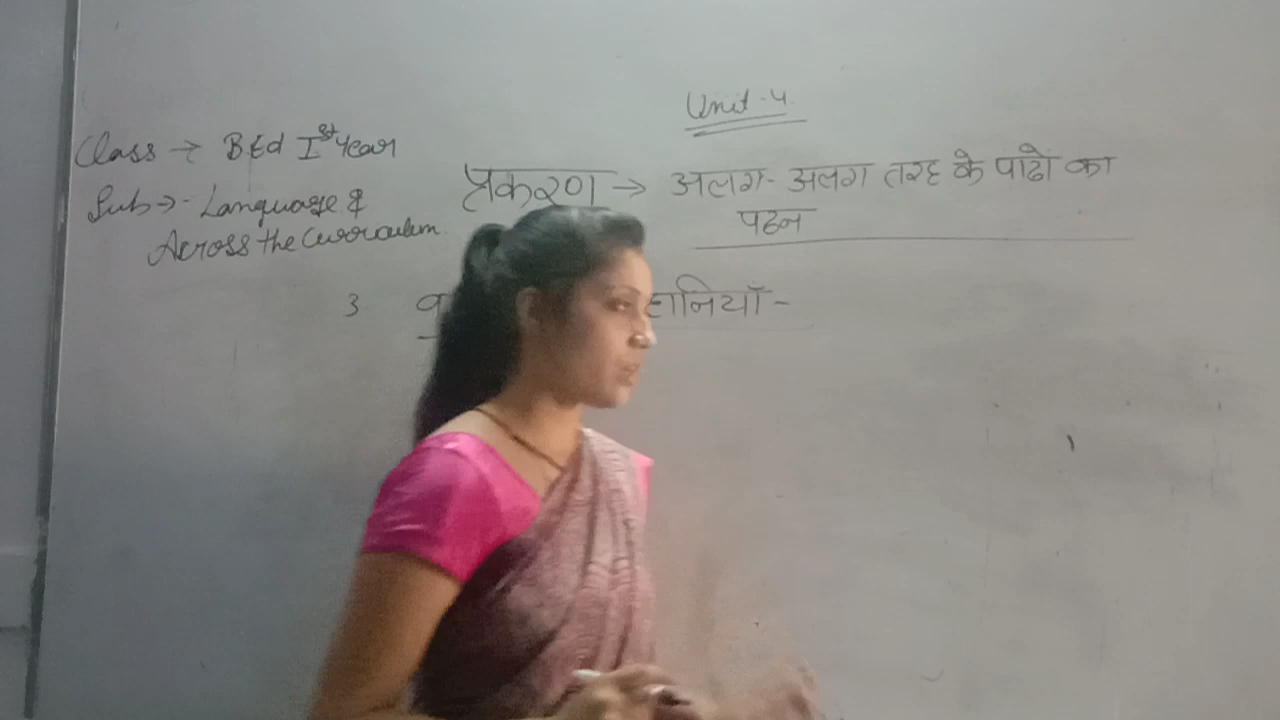 Unit-4
Class → B.Ed Ist Year
Sub →- Language &
Across the Curriculum.
प्रकरण → अलग-अलग तरह के पाठों का
पठन
3